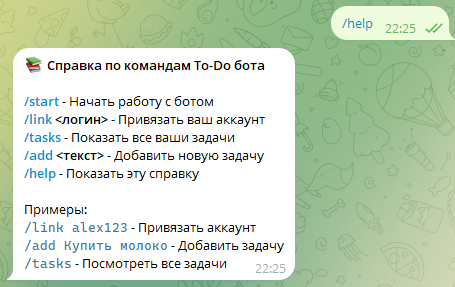 /help 22:25
📚 Справка по командам To-Do бота
/start - Начать работу с ботом
/link <логин> - Привязать ваш аккаунт
/tasks - Показать все ваши задачи
/add <текст> - Добавить новую задачу
/help - Показать эту справку
Примеры:
/link alex123 - Привязать аккаунт
/add Купить молоко - Добавить задачу
/tasks - Посмотреть все задачи
22:25